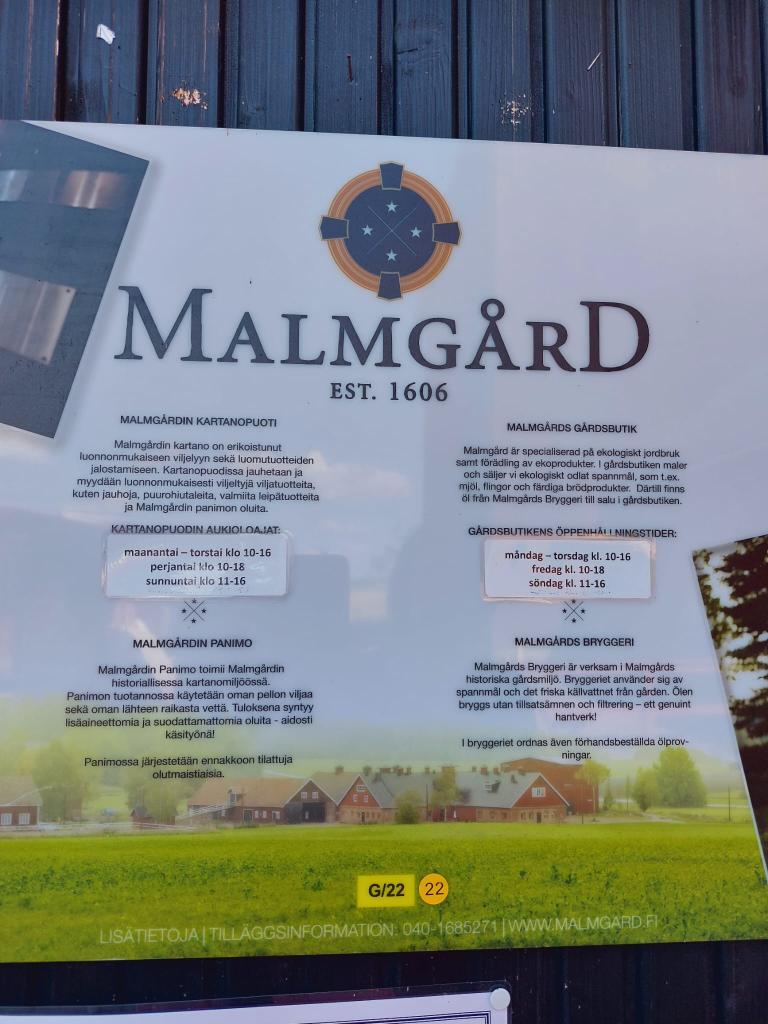 MALMGÅRD
EST. 1606
MALMGÅRDIN KARTANOPUOTI
Malmgårdin kartano on erikoistunut
luonnonmukaiseen viljelyyn sekä luomutuotteiden
jalostamiseen. Kartanopuodissa jauhetaan ja
myydään luonnonmukaisesti viljeltyjä viljatuotteita,
kuten jauhoja, puurohiutaleita, valmiita leipätuotteita
ja Malmgårdin panimon oluita.
KARTANOPUODIN AUKIOLOAJAT:
maanantai – torstai klo 10-16
perjantai klo 10-18
sunnuntai klo 11-16
MALMGÅRDIN PANIMO
Malmgårdin Panimo toimii Malmgårdin
historiallisessa kartanomiljöössä.
Panimon tuotannossa käytetään oman pellon viljaa
sekä oman lähteen raikasta vettä. Tuloksena syntyy
lisäaineettomia ja suodattamattomia oluita - aidosti
käsityönä!
Panimossa järjestetään ennakkoon tilattuja
olutmaistiaisia.
MALMGÅRDS GÅRDSBUTIK
Malmgård är specialiserad på ekologiskt jordbruk
samt förädling av ekoprodukter. I gårdsbutiken maler
och säljer vi ekologiskt odlat spannmål, som t.ex.
mjöl, flingor och färdiga brödprodukter. Därtill finns
öl från Malmgårds Bryggeri till salu i gårdsbutiken.
GÅRDSBUTIKENS ÖPPENHÅLLNINGSTIDER:
måndag – torsdag kl. 10-16
fredag kl. 10-18
söndag kl. 11-16
MALMGÅRDS BRYGGERI
Malmgårds Bryggeri är verksam i Malmgårds
historiska gårdsmiljö. Bryggeriet använder sig av
spannmål och det friska källvattnet från gården. Ölen
bryggs utan tillsatsämnen och filtrering – ett genuint
hantverk!
I bryggeriet ordnas även förhandsbeställda ölprov-
ningar.
G/22 22
LISÄTIETOJA | TILLÄGGSINFORMATION: 040-1685271 | WWW.MALMGARD.FI